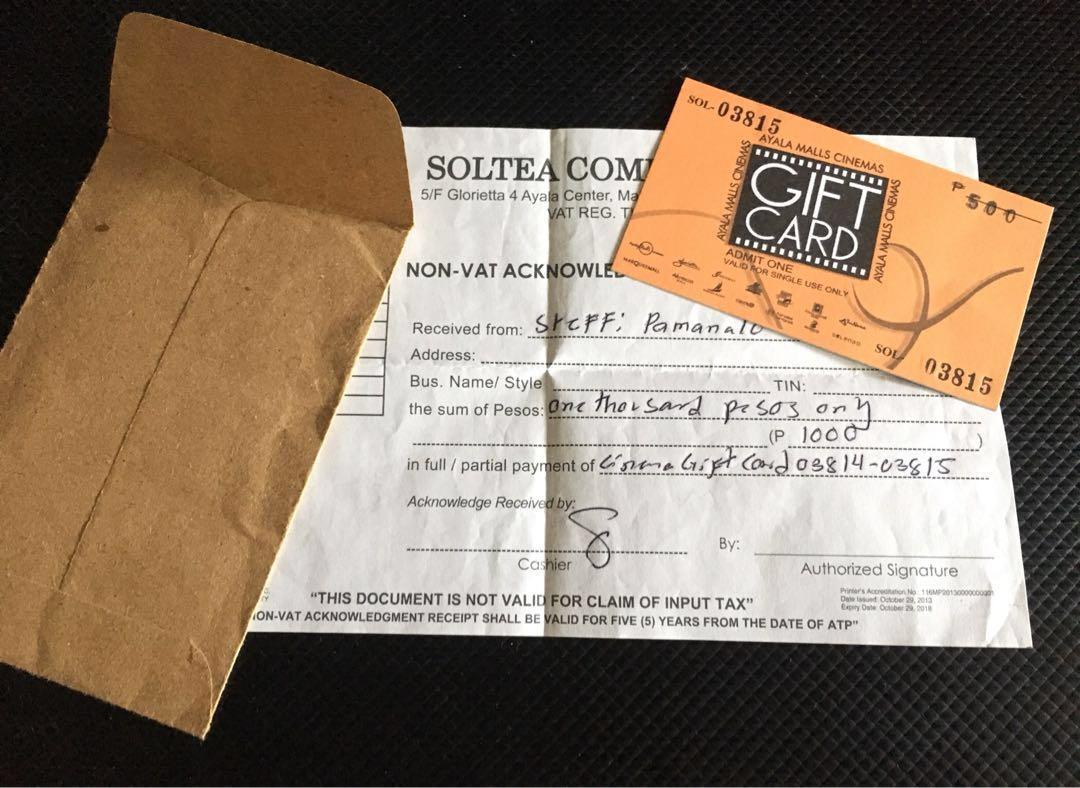 SOLTEA COM
5/F Glorietta 4 Ayala Center, Ma
VAT REG. T
NON-VAT ACKNOWLED
Received from: Steffi Pamanalo
Address:
Bus. Name/ Style TIN:
the sum of Pesos: One thousand pesos only
(P 1000 )
in full / partial payment of Cinema Gift Card 03814-03815
Acknowledge Received by:
Cashier
By:
Authorized Signature
Printer's Accreditation No. 116MP20130000000001
Date Issued: October 29, 2013
Expiry Date: October 29, 2018
"THIS DOCUMENT IS NOT VALID FOR CLAIM OF INPUT TAX"
ON-VAT ACKNOWLEDGMENT RECEIPT SHALL BE VALID FOR FIVE (5) YEARS FROM THE DATE OF ATP"
SOL- 03815
AYALA MALLS CINEMAS
AYALA MALLS CINEMAS
GIFT
CARD
AYALA MALLS CINEMAS
₱ 500
ADMIT ONE
VALID FOR SINGLE USE ONLY
SOL- 03815